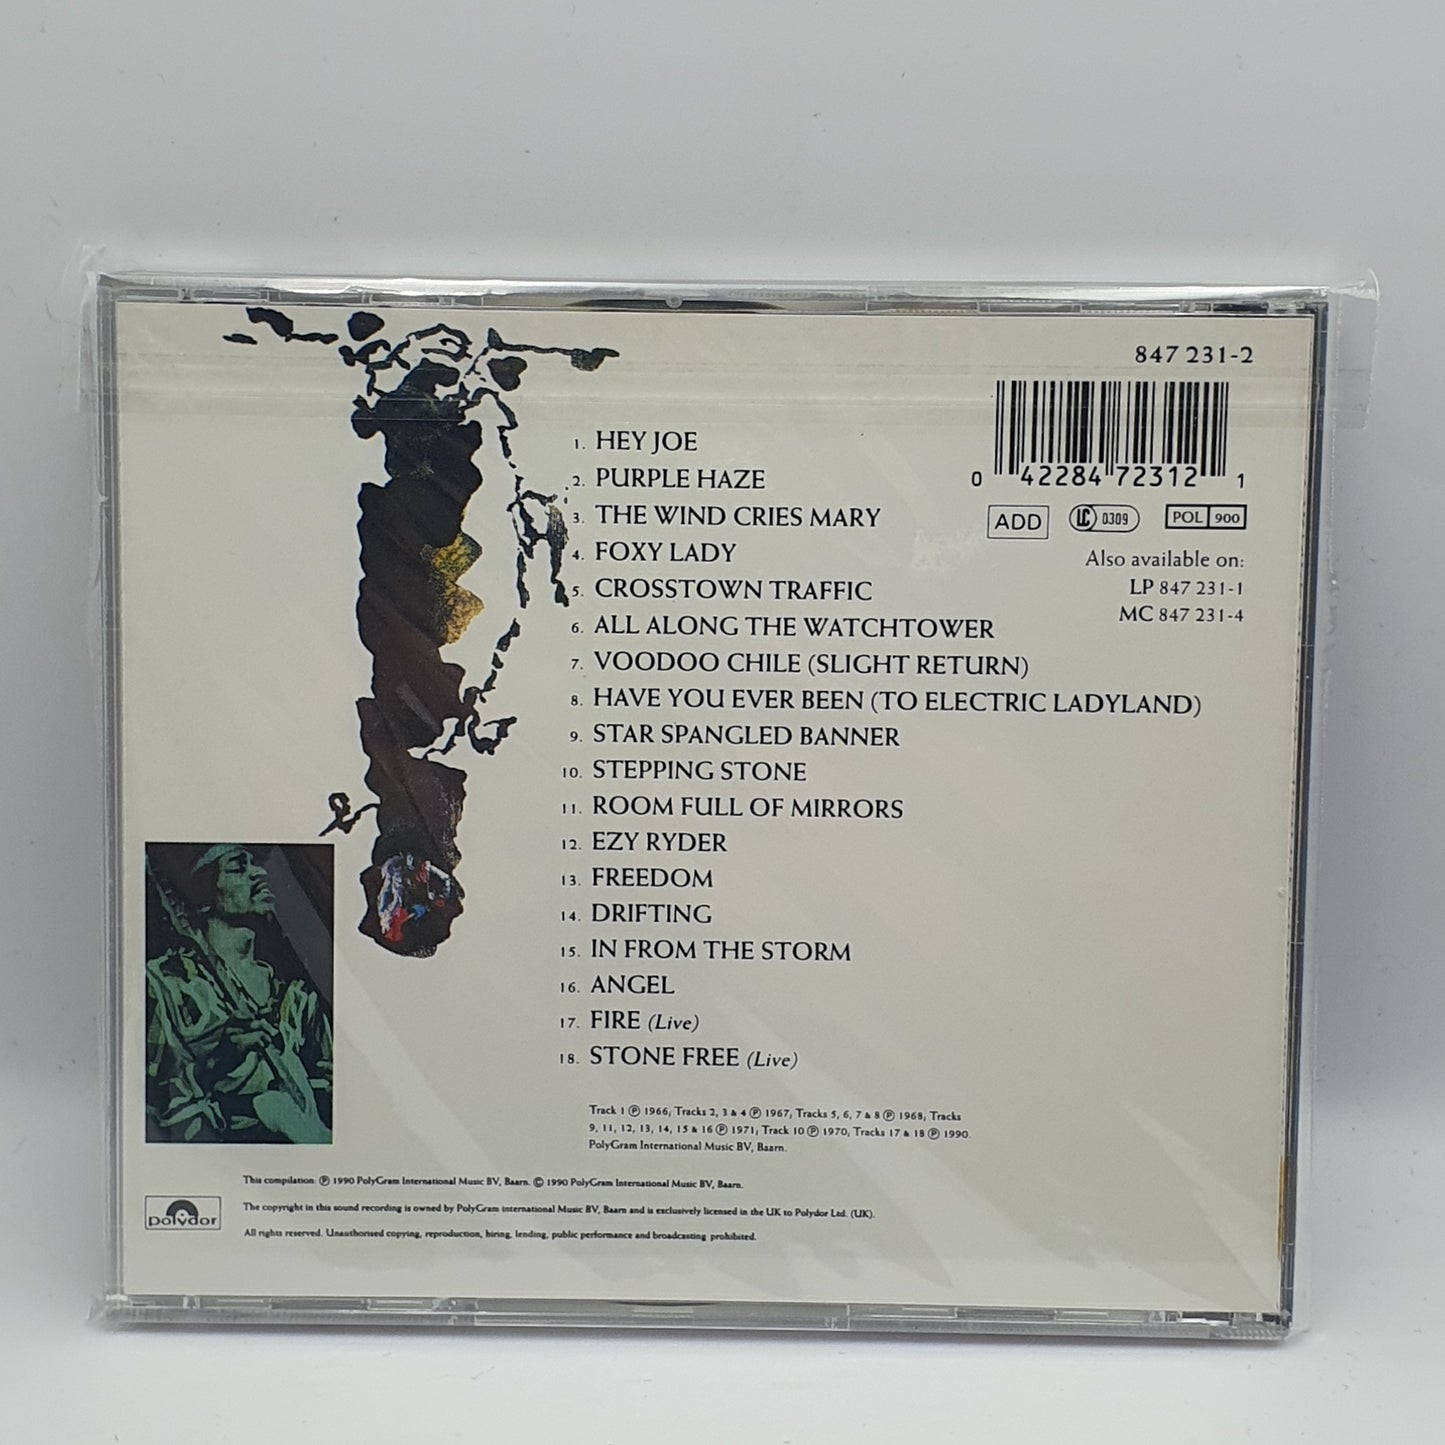 847 231-2
0 42284 72312 1
ADD LC 0309 POL 900
Also available on:
LP 847 231-1
MC 847 231-4
1. HEY JOE
2. PURPLE HAZE
3. THE WIND CRIES MARY
4. FOXY LADY
5. CROSSTOWN TRAFFIC
6. ALL ALONG THE WATCHTOWER
7. VOODOO CHILE (SLIGHT RETURN)
8. HAVE YOU EVER BEEN (TO ELECTRIC LADYLAND)
9. STAR SPANGLED BANNER
10. STEPPING STONE
11. ROOM FULL OF MIRRORS
12. EZY RYDER
13. FREEDOM
14. DRIFTING
15. IN FROM THE STORM
16. ANGEL
17. FIRE (Live)
18. STONE FREE (Live)
Track 1 ℗ 1966; Tracks 2, 3 & 4 ℗ 1967; Tracks 5, 6, 7 & 8 ℗ 1968, Tracks
9, 11, 12, 13, 14, 15 & 16 ℗ 1971; Track 10 ℗ 1970; Tracks 17 & 18 ℗ 1990.
PolyGram International Music BV, Baarn.
This compilation: ℗ 1990 PolyGram International Music BV, Baarn. © 1990 PolyGram International Music BV, Baarn.
The copyright in this sound recording is owned by PolyGram international Music BV, Baarn and is exclusively licensed in the UK to Polydor Ltd. (UK).
All rights reserved. Unauthorised copying, reproduction, hiring, lending, public performance and broadcasting prohibited.
polydor